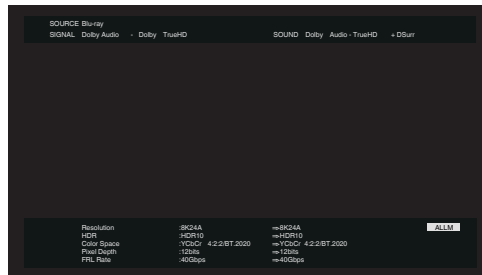 SOURCE Blu-ray
SIGNAL Dolby Audio - Dolby TrueHD SOUND Dolby Audio - TrueHD + DSurr
Resolution :8K24A ⇒8K24A ALLM
HDR :HDR10 ⇒HDR10
Color Space :YCbCr 4:2:2/BT.2020 ⇒YCbCr 4:2:2/BT.2020
Pixel Depth :12bits ⇒12bits
FRL Rate :40Gbps ⇒40Gbps